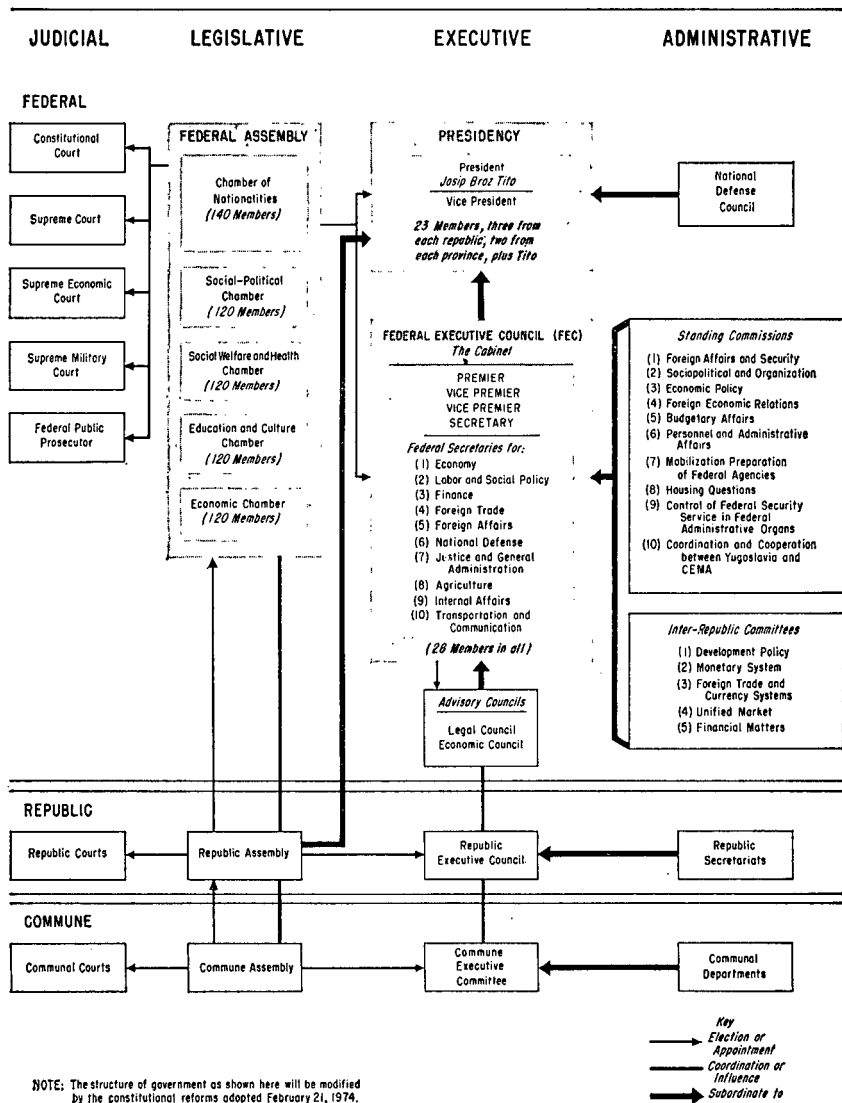 JUDICIAL
LEGISLATIVE
EXECUTIVE
ADMINISTRATIVE
FEDERAL
Constitutional
Court
Supreme Court
Supreme Economic
Court
Supreme Military
Court
Federal Public
Prosecutor
FEDERAL ASSEMBLY
Chamber of
Nationalities
(140 Members)
Social-Political
Chamber
(120 Members)
Social Welfare and Health
Chamber
(120 Members)
Education and Culture
Chamber
(120 Members)
Economic Chamber
(120 Members)
PRESIDENCY
President
Josip Broz Tito
Vice President
23 Members, three from
each republic, two from
each province, plus Tito
FEDERAL EXECUTIVE COUNCIL (FEC)
The Cabinet
PREMIER
VICE PREMIER
VICE PREMIER
SECRETARY
Federal Secretaries for:
(1) Economy
(2) Labor and Social Policy
(3) Finance
(4) Foreign Trade
(5) Foreign Affairs
(6) National Defense
(7) Justice and General
Administration
(8) Agriculture
(9) Internal Affairs
(10) Transportation and
Communication
(28 Members in all)
Advisory Councils
Legal Council
Economic Council
National
Defense
Council
Standing Commissions
(1) Foreign Affairs and Security
(2) Sociopolitical and Organization
(3) Economic Policy
(4) Foreign Economic Relations
(5) Budgetary Affairs
(6) Personnel and Administrative
Affairs
(7) Mobilization Preparation
of Federal Agencies
(8) Housing Questions
(9) Control of Federal Security
Service in Federal
Administrative Organs
(10) Coordination and Cooperation
between Yugoslavia and
CEMA
Inter-Republic Committees
(1) Development Policy
(2) Monetary System
(3) Foreign Trade and
Currency Systems
(4) Unified Market
(5) Financial Matters
REPUBLIC
Republic Courts
Republic Assembly
Republic
Executive Council
Republic
Secretariats
COMMUNE
Communal Courts
Commune Assembly
Commune
Executive
Committee
Communal
Departments
Key
Election or
Appointment
Coordination or
Influence
Subordinate to
NOTE: The structure of government as shown here will be modified
by the constitutional reforms adopted February 21, 1974.